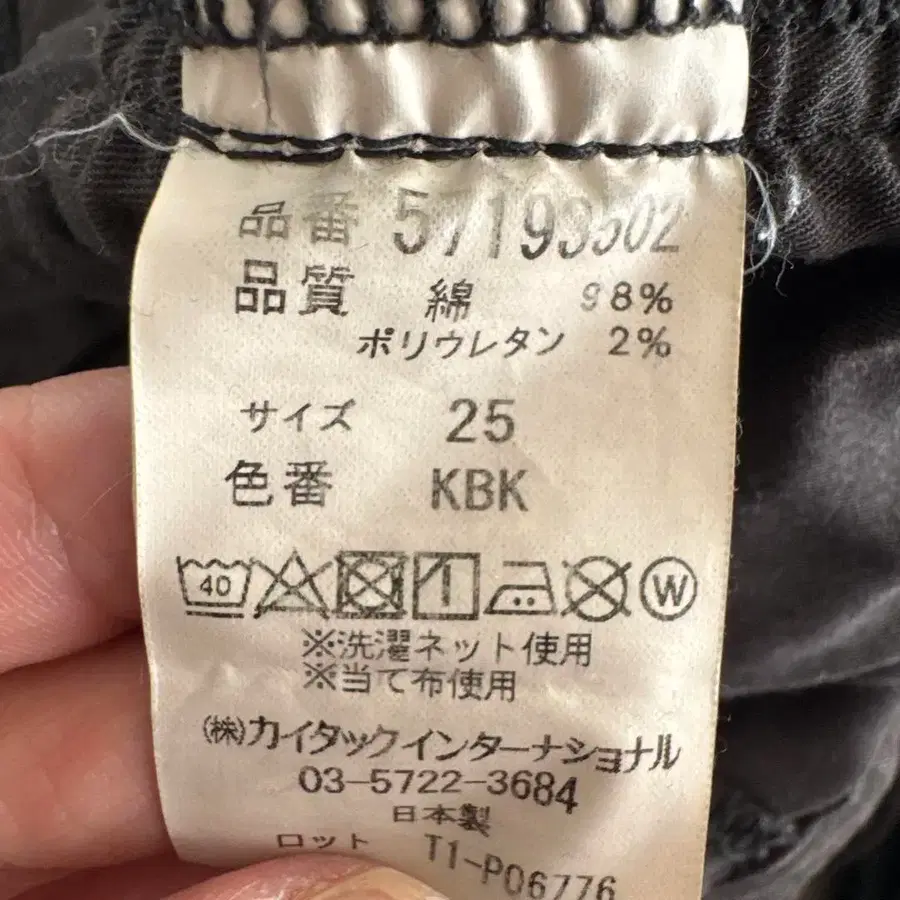 品番 57193502
品質 綿 98%
ポリウレタン 2%
サイズ 25
色番 KBK
40 W
※洗濯ネット使用
※当て布使用
㈱カイタックインターナショナル
03-5722-3684
日本製
ロット T1-P06776